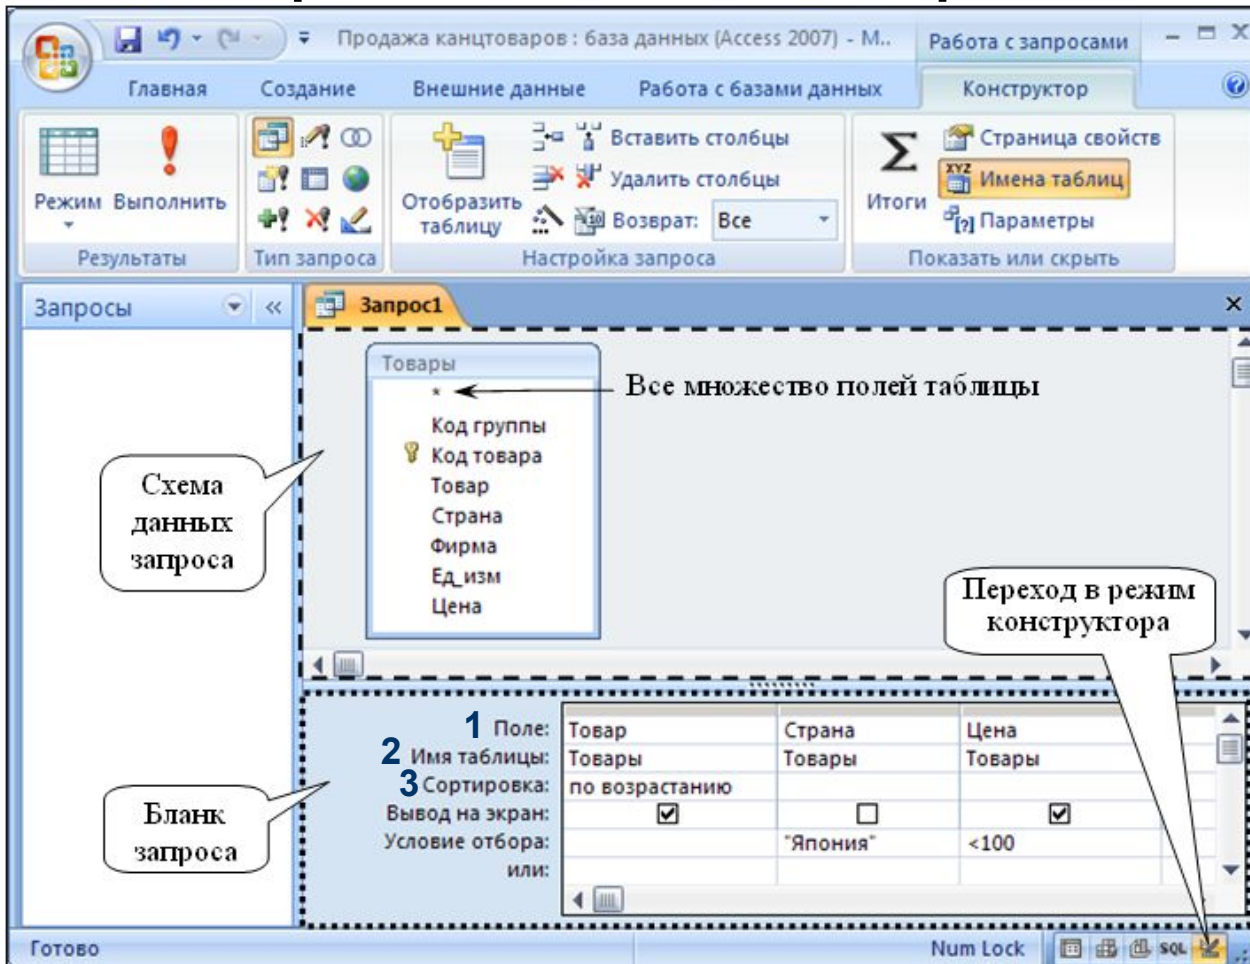 Продажа канцтоваров : база данных (Access 2007) - M..
Работа с запросами
Главная Создание Внешние данные Работа с базами данных Конструктор
Режим Выполнить
Результаты
Тип запроса
Отобразить таблицу
Вставить столбцы
Удалить столбцы
Возврат: Все
Настройка запроса
Σ
Итоги
Страница свойств
XYZ Имена таблиц
[?] Параметры
Показать или скрыть
Запросы «
Запрос1
Товары
*
Все множество полей таблицы
Код группы
Код товара
Товар
Страна
Фирма
Ед_изм
Цена
Схема
данных
запроса
Переход в режим
конструктора
1 Поле: Товар Страна Цена
2 Имя таблицы: Товары Товары Товары
3 Сортировка: по возрастанию
Вывод на экран:
Условие отбора: "Япония" <100
или:
Бланк
запроса
Готово Num Lock SQL